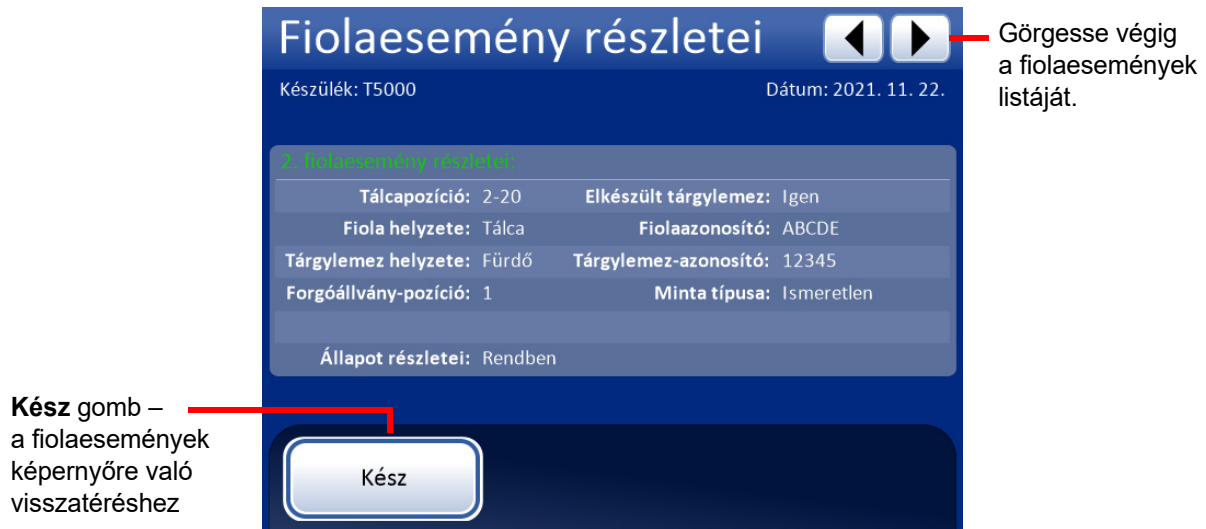 Fiolaesemény részletei
Készülék: T5000 Dátum: 2021. 11. 22.
2. fiolaesemény részletei:
Tálcapozíció: 2-20 Elkészült tárgylemez: Igen
Fiola helyzete: Tálca Fiolaazonosító: ABCDE
Tárgylemez helyzete: Fürdő Tárgylemez-azonosító: 12345
Forgóállvány-pozíció: 1 Minta típusa: Ismeretlen
Állapot részletei: Rendben
Kész
Görgesse végig
a fiolaesemények
listáját.
Kész gomb –
a fiolaesemények
képernyőre való
visszatéréshez